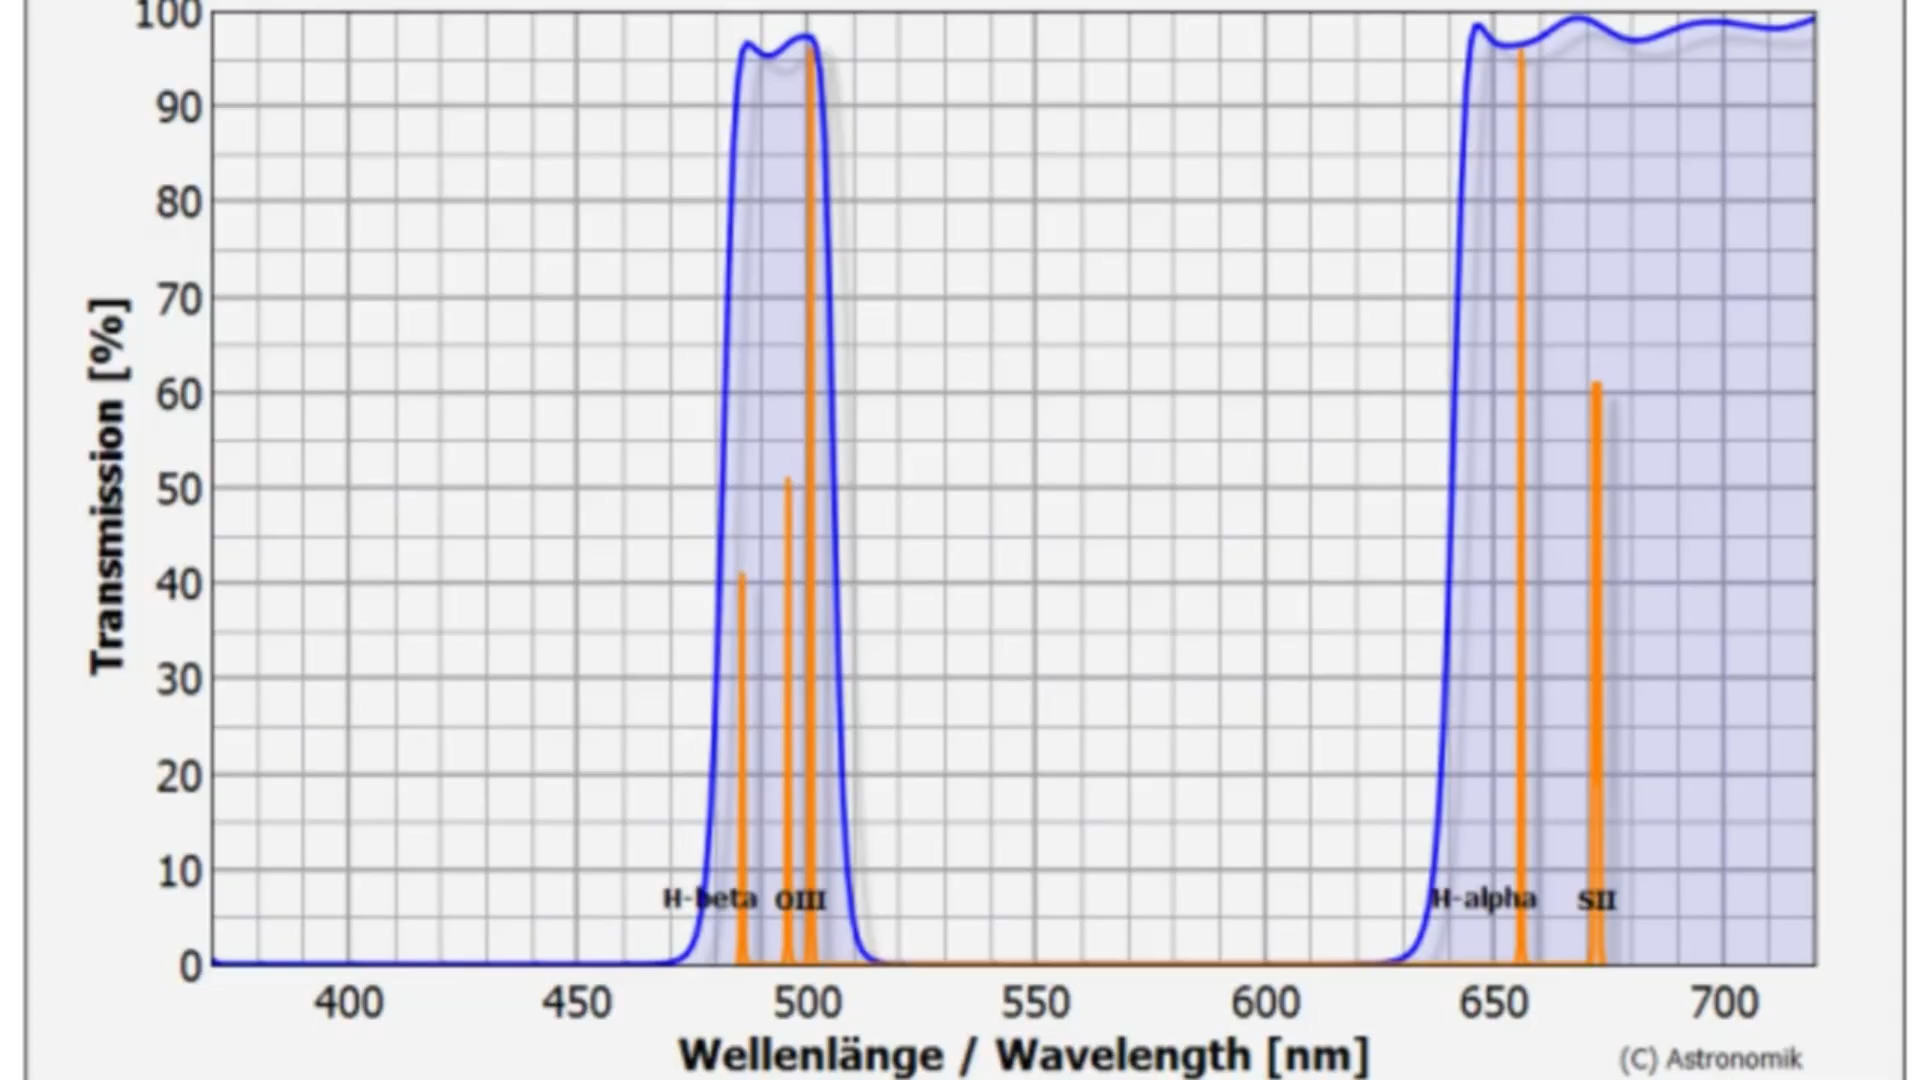 100
90
80
70
60
50
40
30
20
10
0
Transmission [%]
H-beta OIII H-alpha SII
400 450 500 550 600 650 700
Wellenlänge / Wavelength [nm]
(C) Astronomik